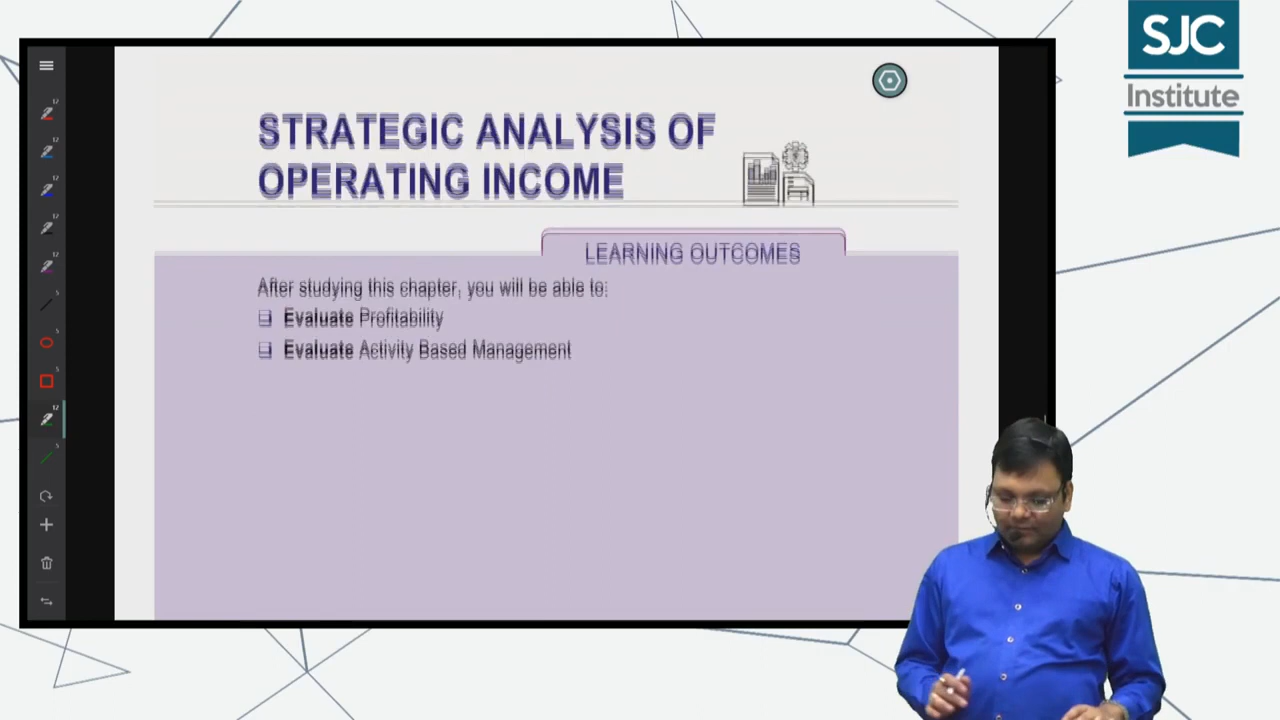 SJC
Institute
STRATEGIC ANALYSIS OF
OPERATING INCOME
LEARNING OUTCOMES
After studying this chapter, you will be able to:
Evaluate Profitability
Evaluate Activity Based Management